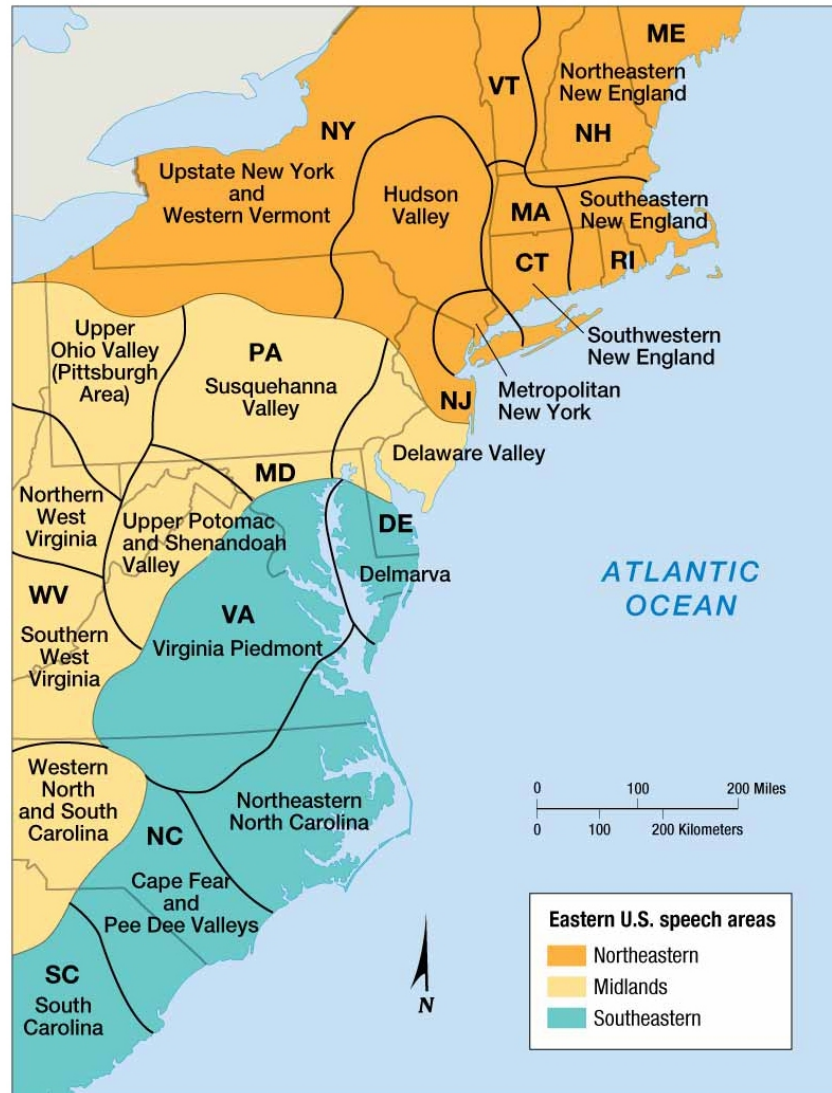 ME
VT
Northeastern
New England
NY
NH
Upstate New York
and
Western Vermont
Hudson
Valley
MA
Southeastern
New England
CT
RI
Upper
Ohio Valley
(Pittsburgh
Area)
PA
Susquehanna
Valley
Southwestern
New England
NJ
Metropolitan
New York
MD
Delaware Valley
Northern
West
Virginia
Upper Potomac
and Shenandoah
Valley
DE
Delmarva
ATLANTIC
OCEAN
WV
Southern
West
Virginia
VA
Virginia Piedmont
Western
North
and South
Carolina
Northeastern
North Carolina
NC
Cape Fear
and
Pee Dee Valleys
SC
South
Carolina
0 100 200 Miles
0 100 200 Kilometers
N
Eastern U.S. speech areas
Northeastern
Midlands
Southeastern